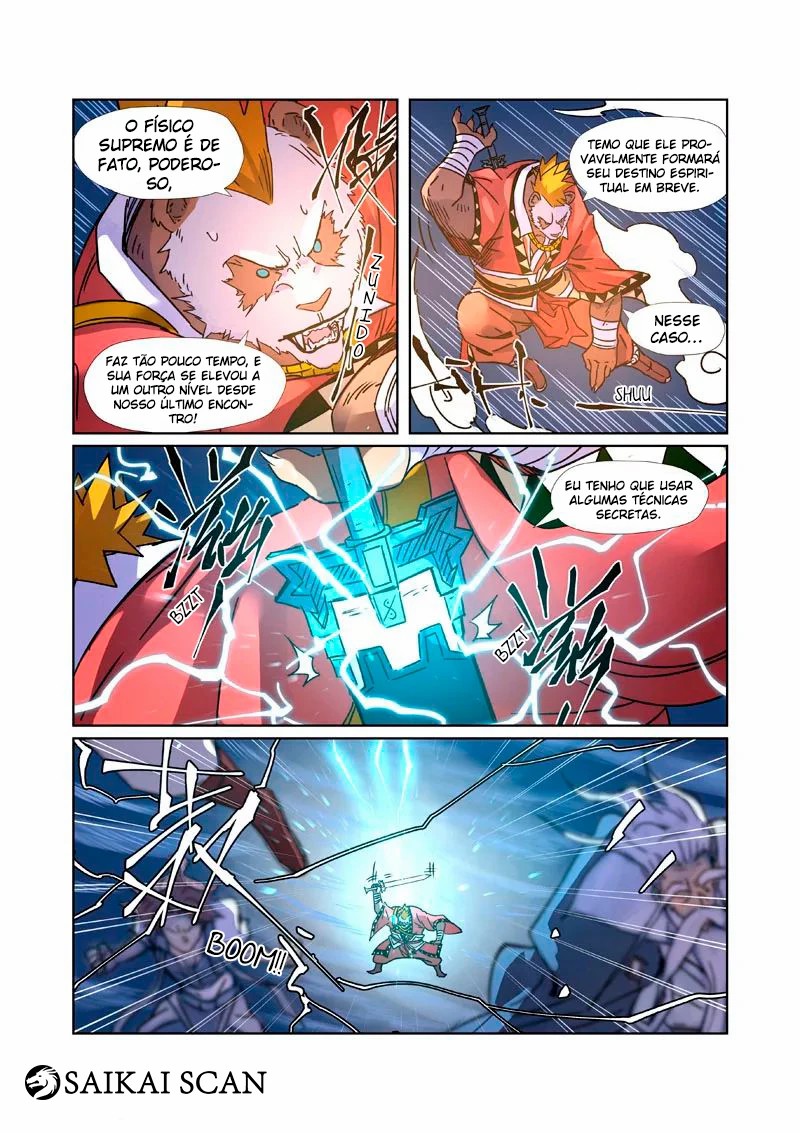 O FÍSICO
SUPREMO É DE
FATO, PODERO-
SO,
ZUNIDO
FAZ TÃO POUCO TEMPO, E
SUA FORÇA SE ELEVOU A
UM OUTRO NÍVEL DESDE
NOSSO ÚLTIMO ENCON-
TRO!
TEMO QUE ELE PRO-
VAVELMENTE FORMARÁ
SEU DESTINO ESPIRI-
TUAL EM BREVE.
NESSE
CASO...
SHUU
EU TENHO QUE USAR
ALGUMAS TÉCNICAS
SECRETAS.
BZZT
BZZT
BOOM!!
SAIKAI SCAN